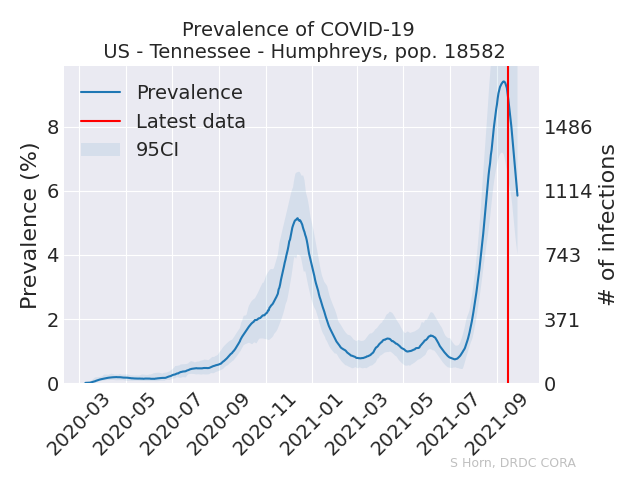 Prevalence of COVID-19
US - Tennessee - Humphreys, pop. 18582
Prevalence
Latest data
95CI
Prevalence (%)
8
6
4
2
0
1486
1114
743
371
0
# of infections
2020-03
2020-05
2020-07
2020-09
2020-11
2021-01
2021-03
2021-05
2021-07
2021-09
S Horn, DRDC CORA